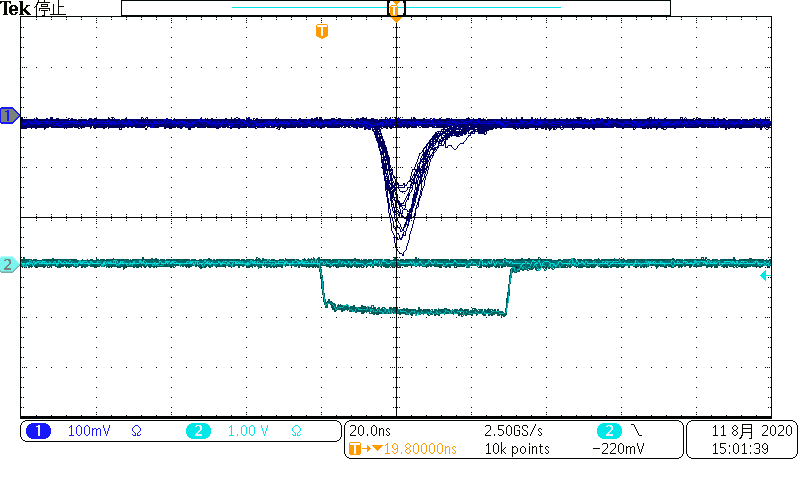 Tek 停止
T
T
1
2
1 100mV Ω 2 1.00 V Ω
20.0ns 2.50GS/s 2 -220mV
T→▼19.80000ns 10k points
11 8月 2020
15:01:39